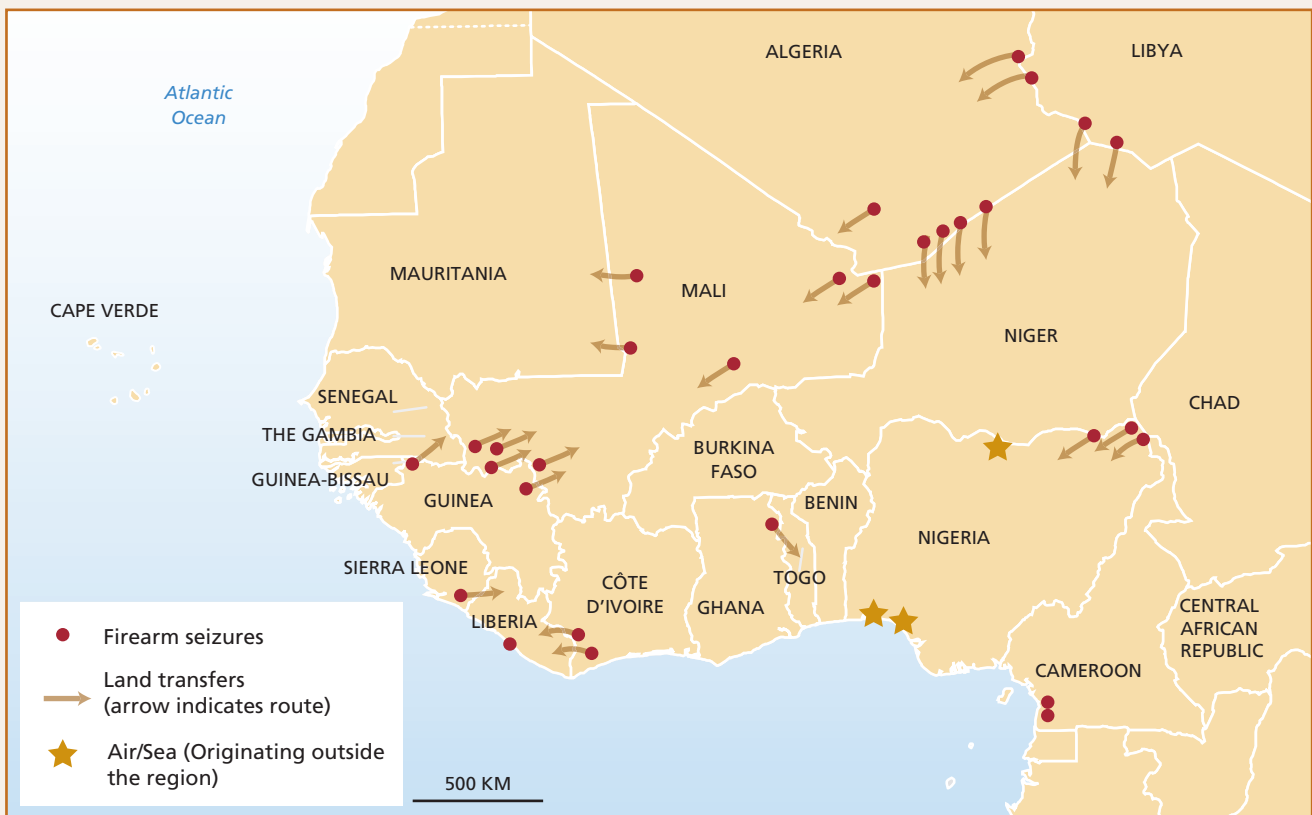 ALGERIA
LIBYA
Atlantic
Ocean
MAURITANIA
MALI
CAPE VERDE
NIGER
SENEGAL
CHAD
THE GAMBIA
BURKINA
FASO
GUINEA-BISSAU
GUINEA
BENIN
NIGERIA
SIERRA LEONE
CÔTE
D'IVOIRE
TOGO
GHANA
LIBERIA
CENTRAL
AFRICAN
REPUBLIC
CAMEROON
Firearm seizures
Land transfers
(arrow indicates route)
Air/Sea (Originating outside
the region)
500 KM